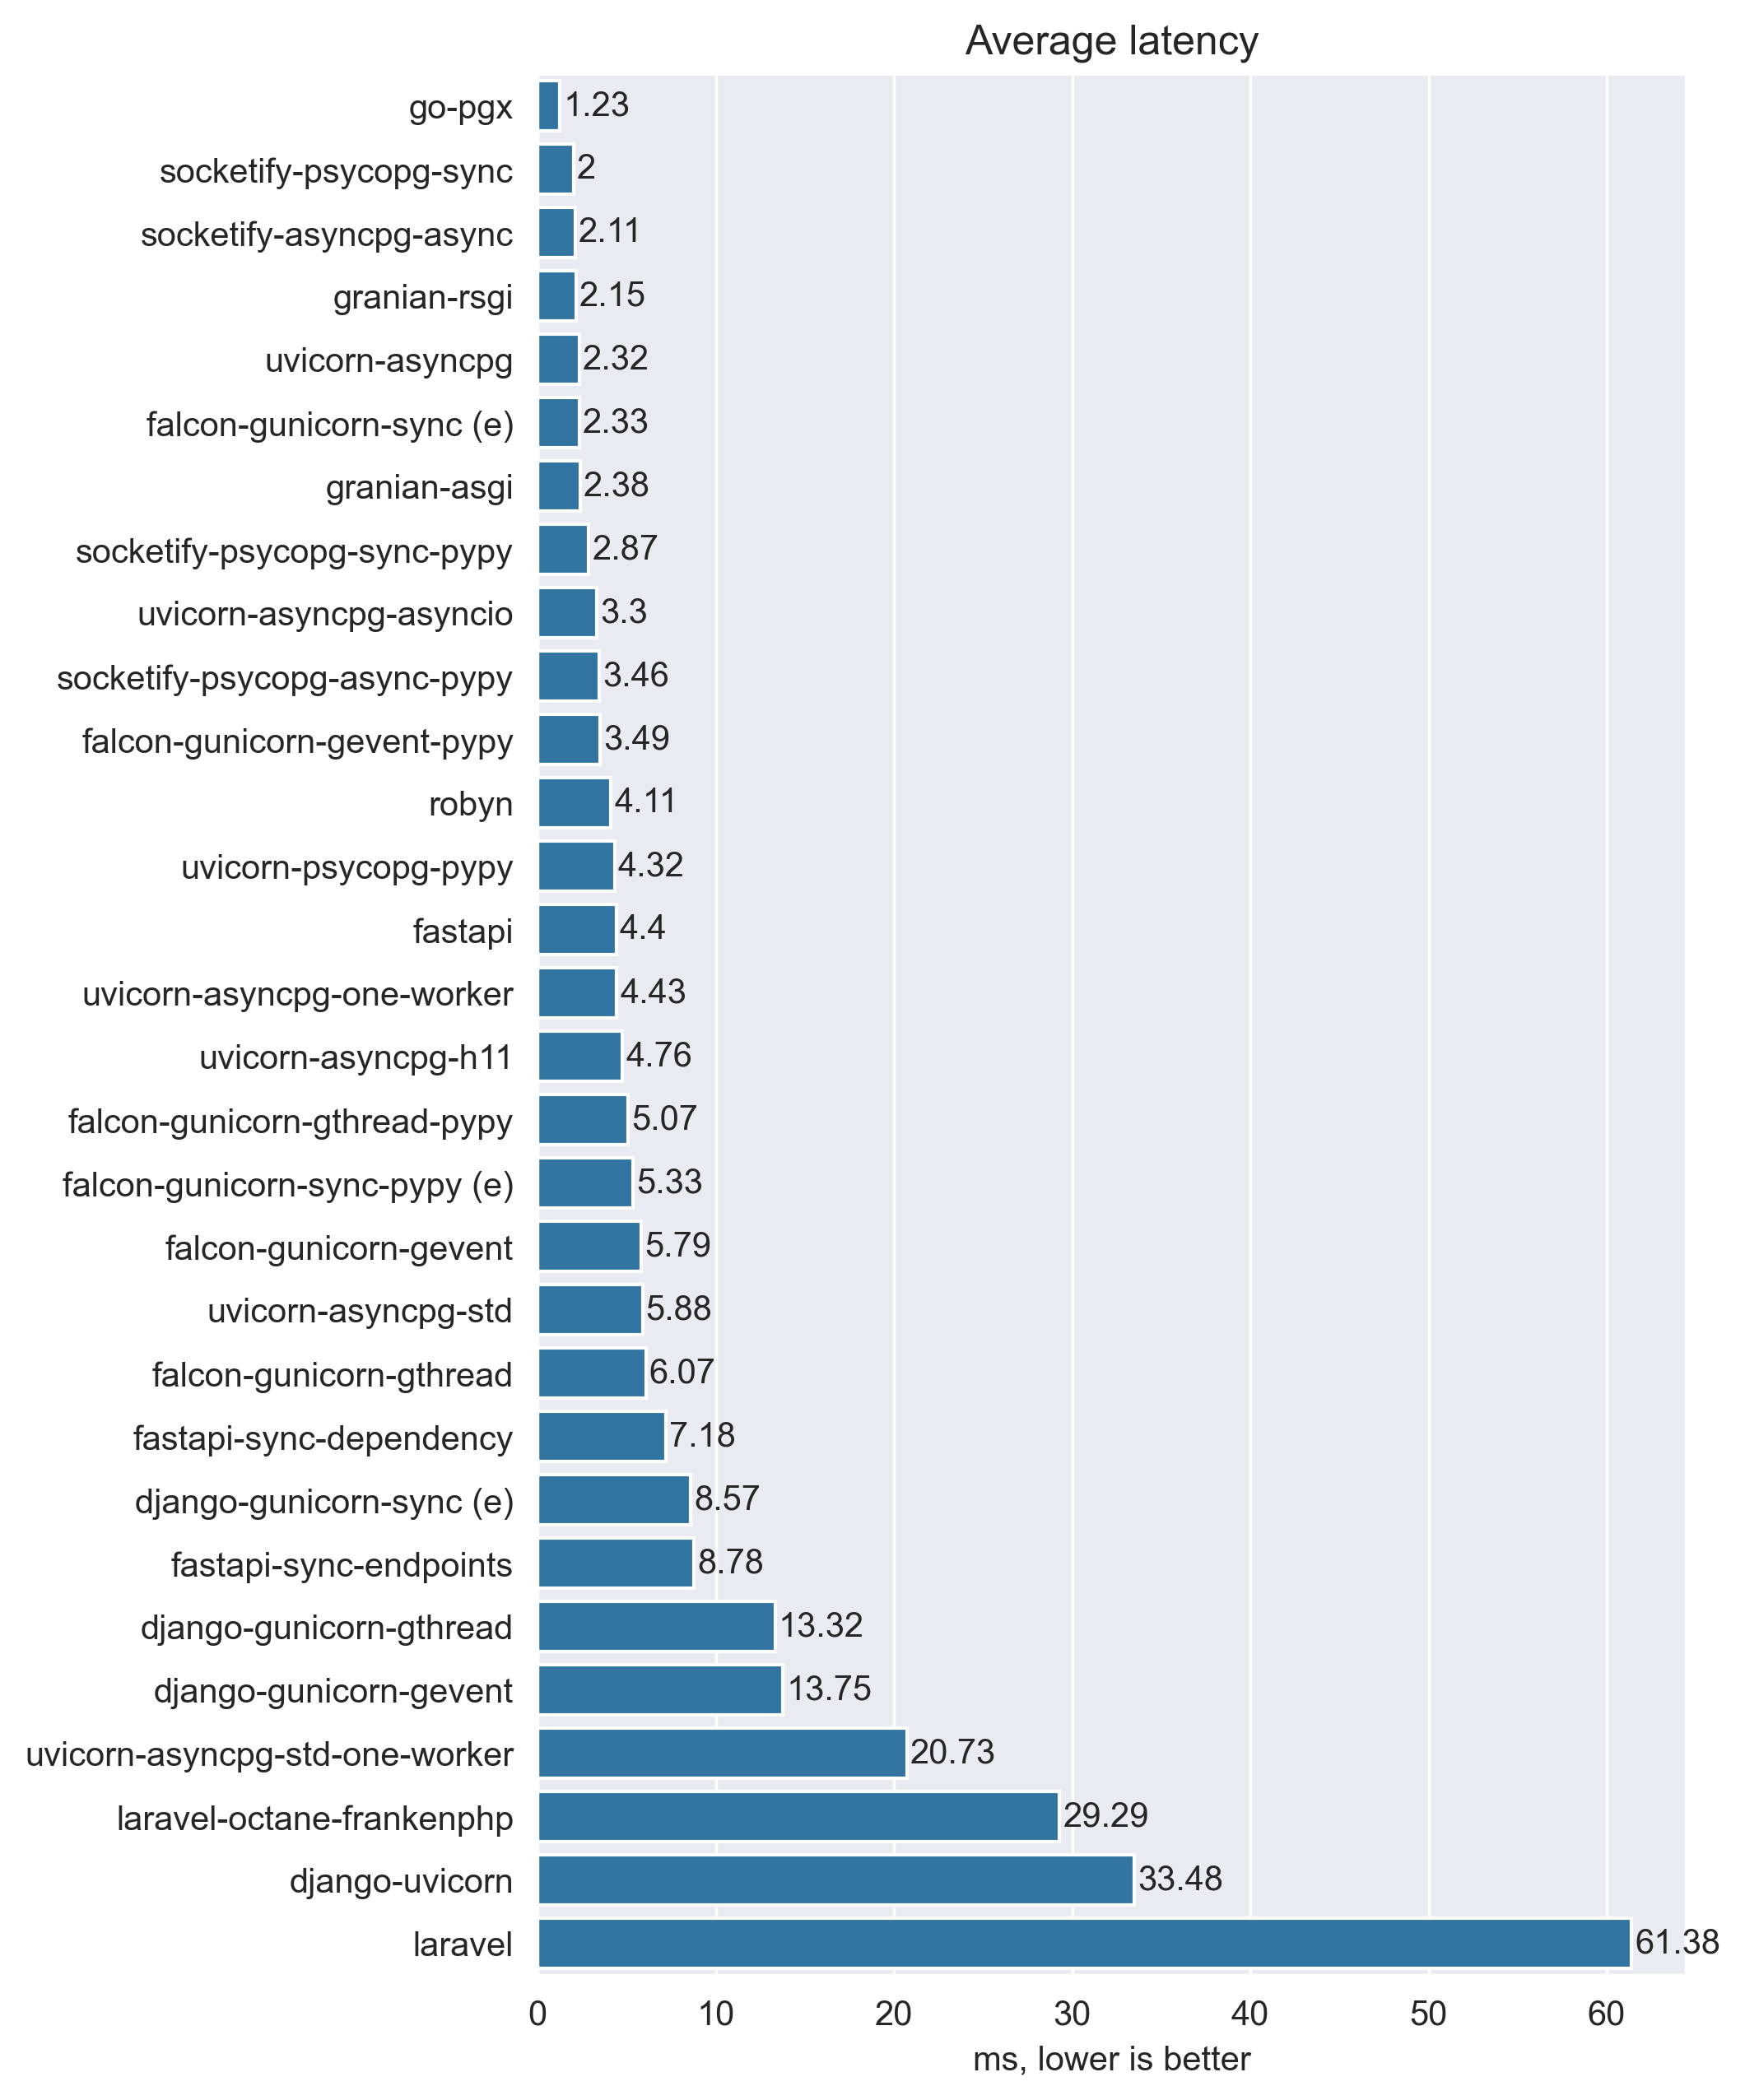 Average latency
go-pgx 1.23
socketify-psycopg-sync 2
socketify-asyncpg-async 2.11
granian-rsgi 2.15
uvicorn-asyncpg 2.32
falcon-gunicorn-sync (e) 2.33
granian-asgi 2.38
socketify-psycopg-sync-pypy 2.87
uvicorn-asyncpg-asyncio 3.3
socketify-psycopg-async-pypy 3.46
falcon-gunicorn-gevent-pypy 3.49
robyn 4.11
uvicorn-psycopg-pypy 4.32
fastapi 4.4
uvicorn-asyncpg-one-worker 4.43
uvicorn-asyncpg-h11 4.76
falcon-gunicorn-gthread-pypy 5.07
falcon-gunicorn-sync-pypy (e) 5.33
falcon-gunicorn-gevent 5.79
uvicorn-asyncpg-std 5.88
falcon-gunicorn-gthread 6.07
fastapi-sync-dependency 7.18
django-gunicorn-sync (e) 8.57
fastapi-sync-endpoints 8.78
django-gunicorn-gthread 13.32
django-gunicorn-gevent 13.75
uvicorn-asyncpg-std-one-worker 20.73
laravel-octane-frankenphp 29.29
django-uvicorn 33.48
laravel 61.38
0 10 20 30 40 50 60
ms, lower is better